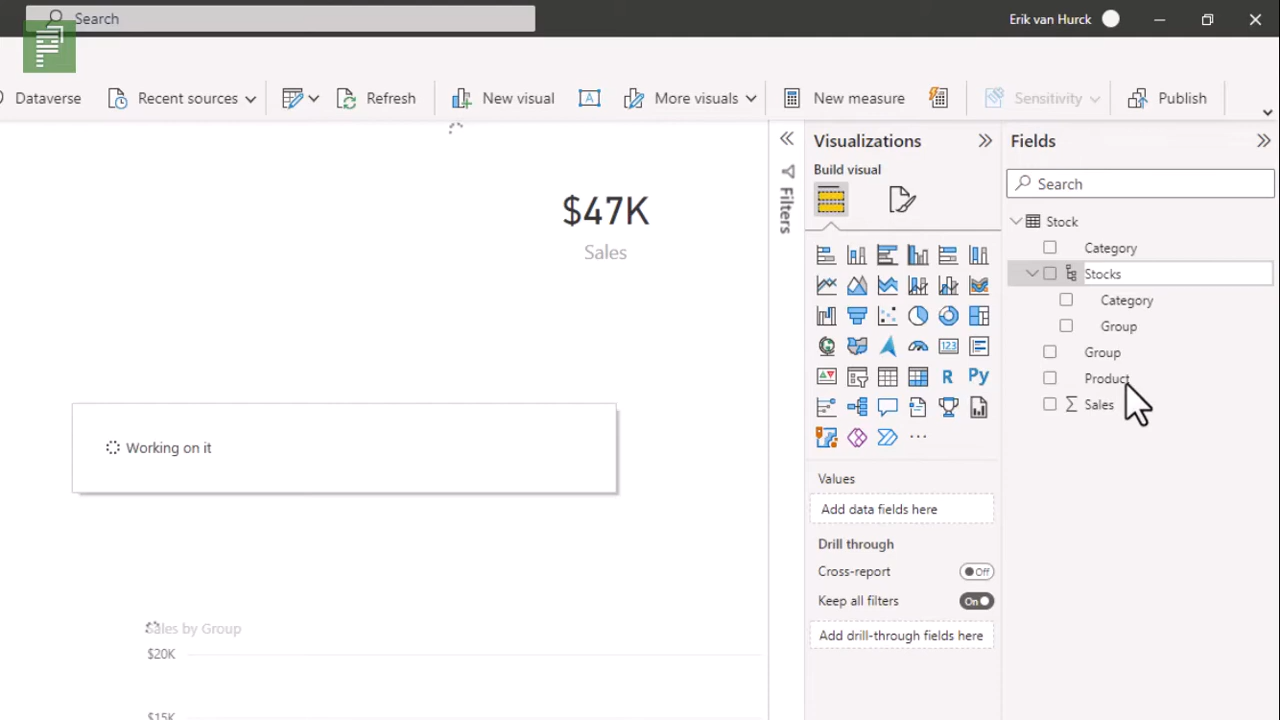 Search
Erik van Hurck
Dataverse
Recent sources
Refresh
New visual
More visuals
New measure
Sensitivity
Publish
$47K
Sales
Working on it
Sales by Group
$20K
$15K
Filters
Visualizations
Build visual
123
R
Py
...
Values
Add data fields here
Drill through
Cross-report
Off
Keep all filters
On
Add drill-through fields here
Fields
Search
Stock
Category
Stocks
Category
Group
Group
Product
Sales